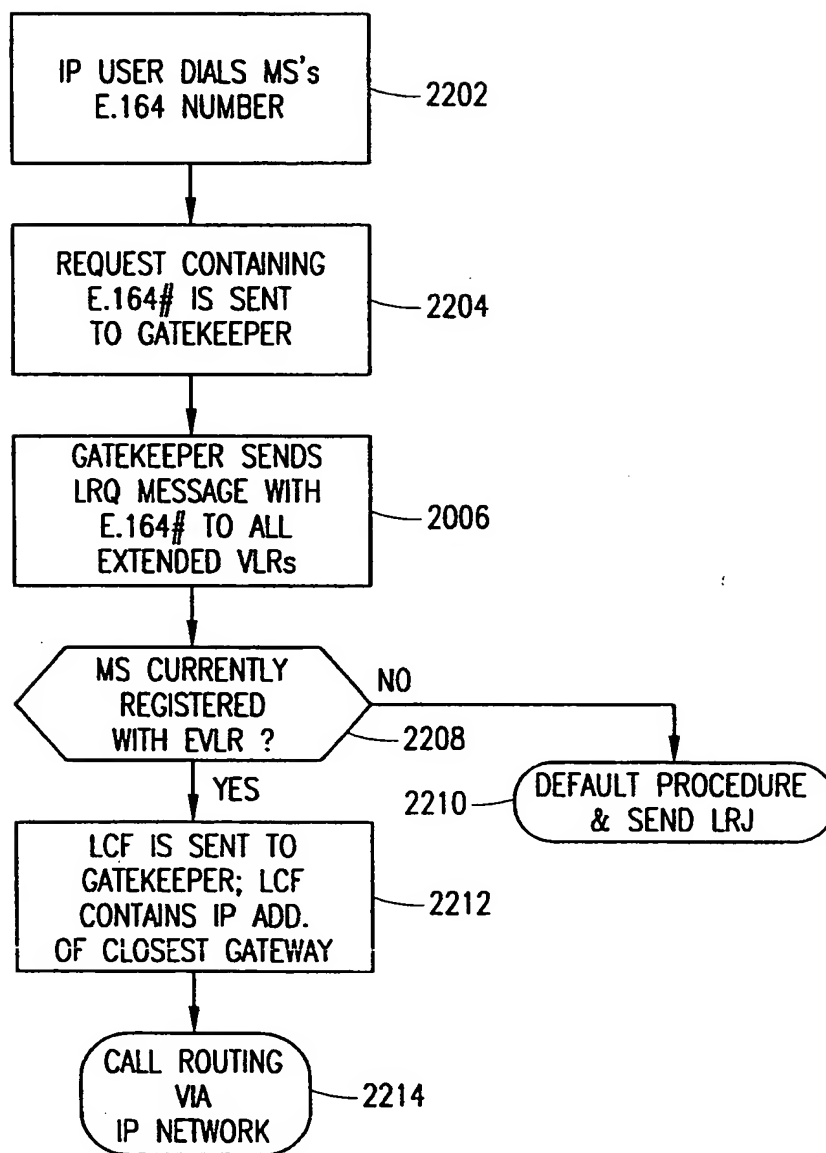 IP USER DIALS MS's
E.164 NUMBER
2202
REQUEST CONTAINING
E.164# IS SENT
TO GATEKEEPER
2204
GATEKEEPER SENDS
LRQ MESSAGE WITH
E.164# TO ALL
EXTENDED VLRs
2006
MS CURRENTLY
REGISTERED
WITH EVLR ?
2208
NO
YES
2210
DEFAULT PROCEDURE
& SEND LRJ
LCF IS SENT TO
GATEKEEPER; LCF
CONTAINS IP ADD.
OF CLOSEST GATEWAY
2212
CALL ROUTING
VIA
IP NETWORK
2214